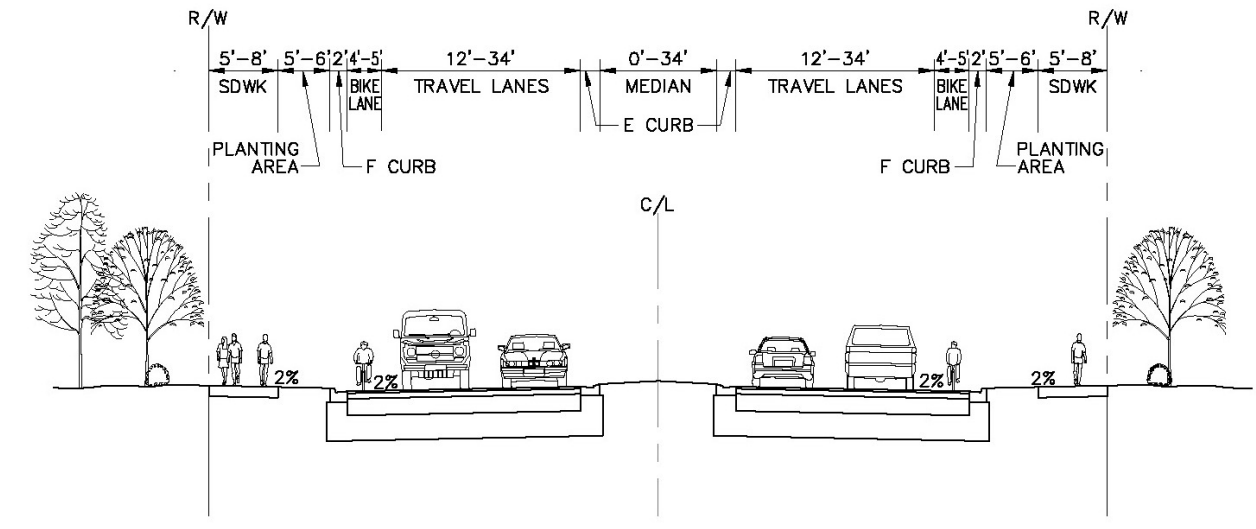 R/W R/W
5'-8' 5'-6' 2' 4'-5' 12'-34' 0'-34' 12'-34' 4'-5' 2' 5'-6' 5'-8'
SDWK BIKE LANE TRAVEL LANES MEDIAN TRAVEL LANES BIKE LANE SDWK
E CURB
PLANTING AREA F CURB F CURB PLANTING AREA
C/L
2% 2% 2% 2%